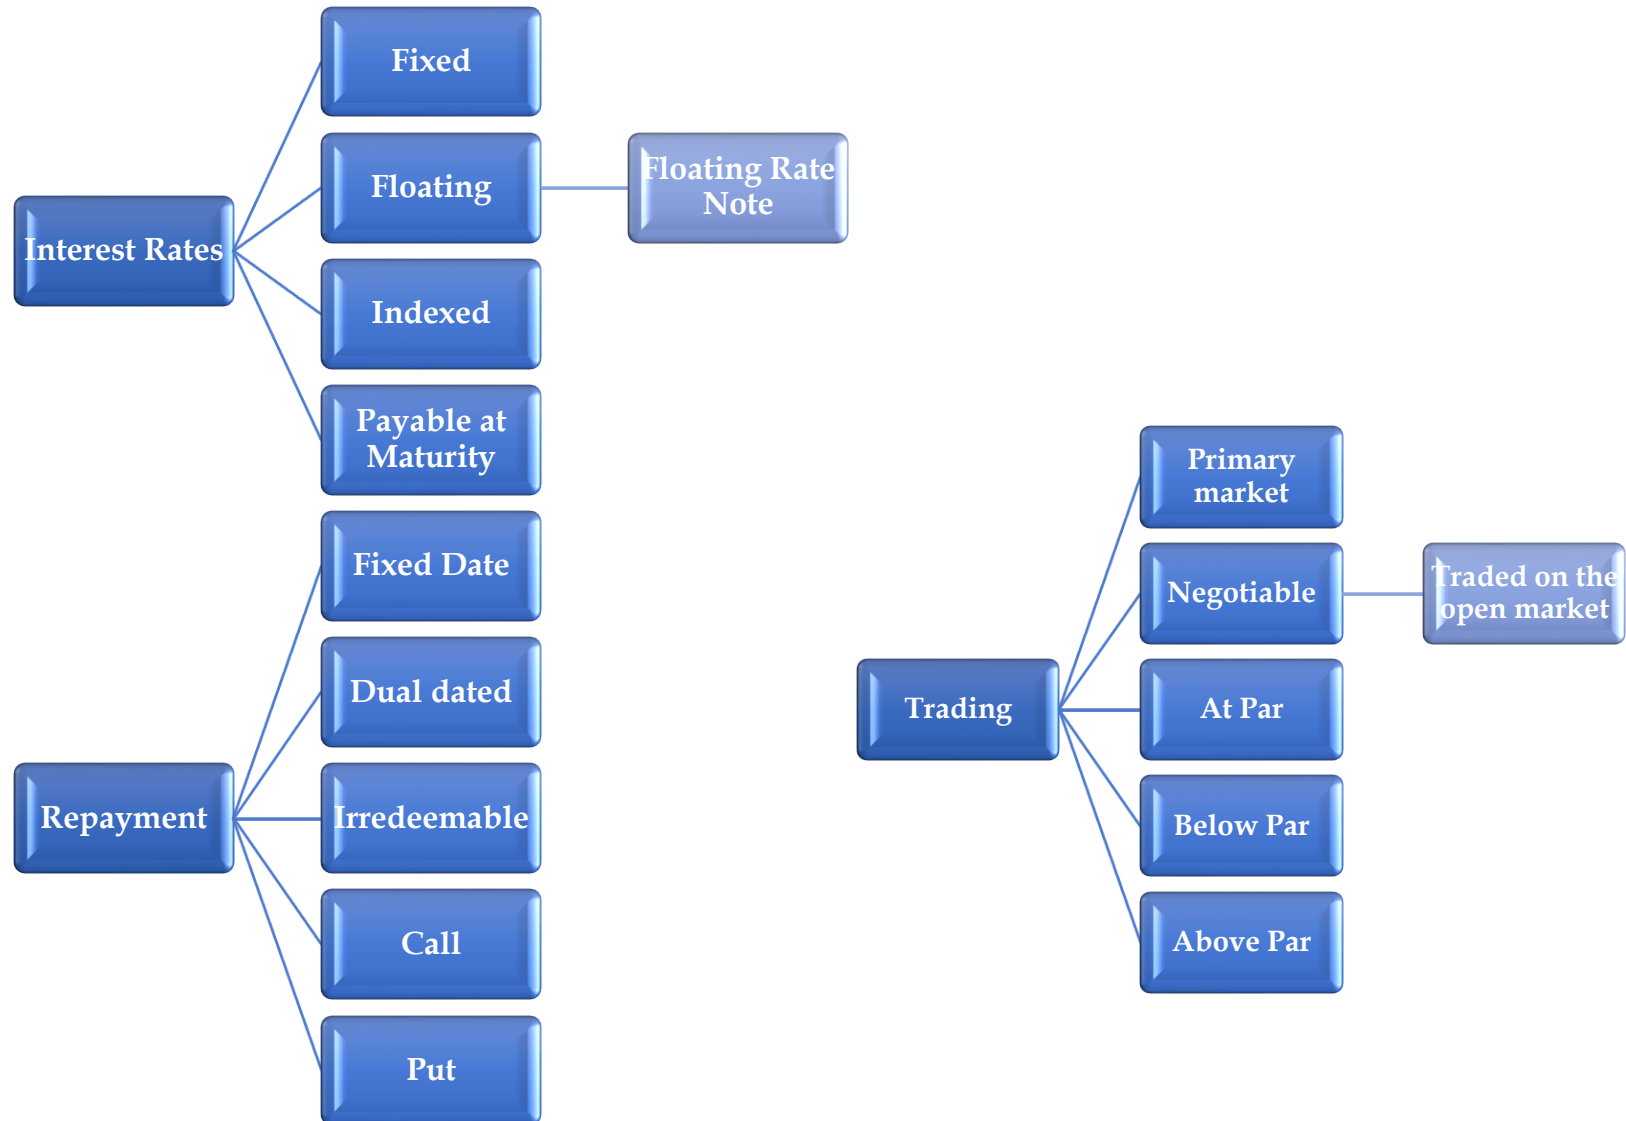 Interest Rates
Fixed
Floating
Floating Rate
Note
Indexed
Payable at
Maturity
Repayment
Fixed Date
Dual dated
Irredeemable
Call
Put
Trading
Primary
market
Negotiable
Traded on the
open market
At Par
Below Par
Above Par